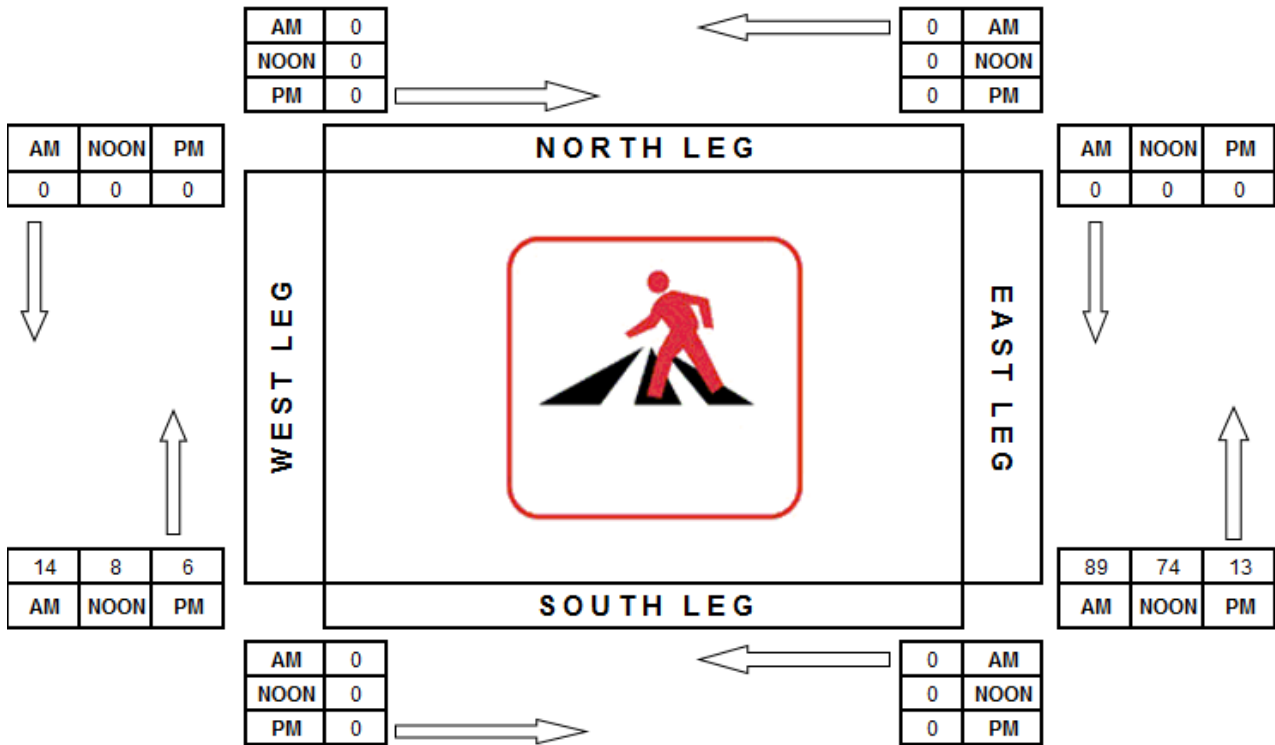 AM 0
NOON 0
PM 0
0 AM
0 NOON
0 PM
AM NOON PM
0 0 0
NORTH LEG
AM NOON PM
0 0 0
WEST LEG
EAST LEG
14 8 6
AM NOON PM
89 74 13
AM NOON PM
SOUTH LEG
AM 0
NOON 0
PM 0
0 AM
0 NOON
0 PM